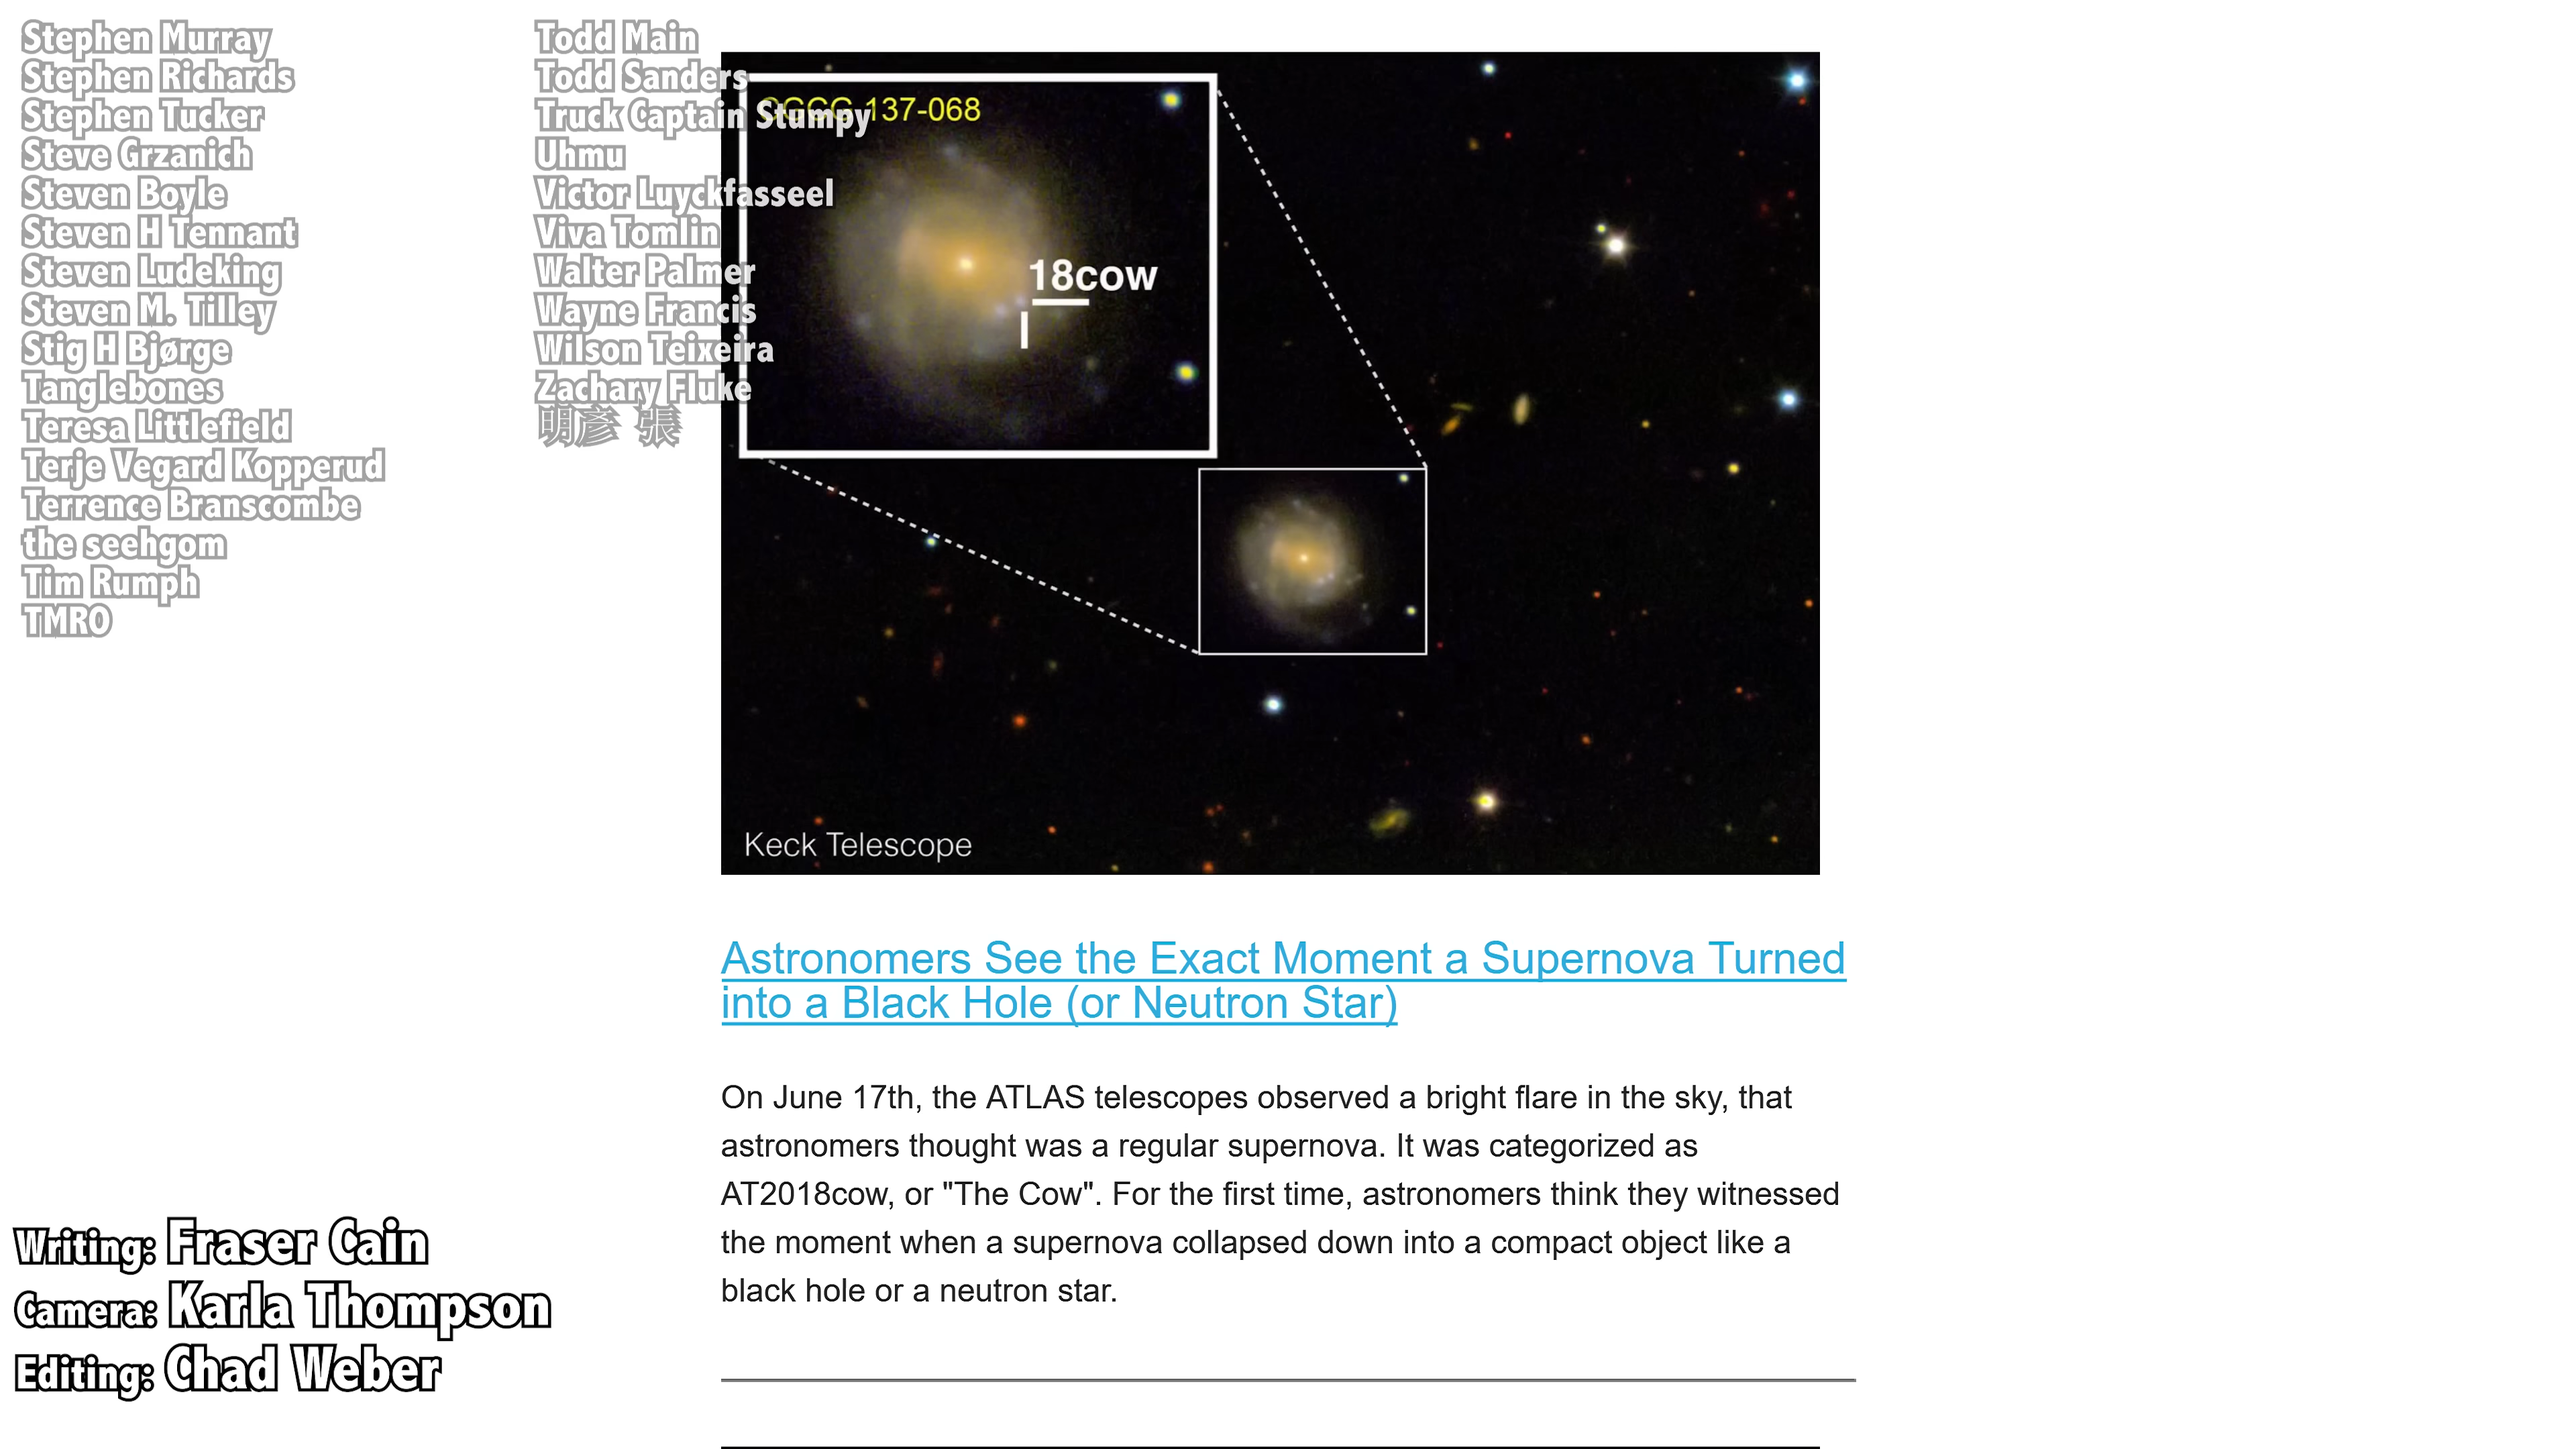 Stephen Murray
Stephen Richards
Stephen Tucker
Steve Grzanich
Steven Boyle
Steven H Tennant
Steven Ludeking
Steven M. Tilley
Stig H Bjørge
Tanglebones
Teresa Littlefield
Terje Vegard Kopperud
Terrence Branscombe
the seehgom
Tim Rumph
TMRO
Todd Main
Todd Sanders
Truck Captain Stumpy
Uhmu
Victor Luyckfasseel
Viva Tomlin
Walter Palmer
Wayne Francis
Wilson Teixeira
Zachary Fluke
明彥 張
CGCG 137-068
18cow
Keck Telescope
Astronomers See the Exact Moment a Supernova Turned
into a Black Hole (or Neutron Star)
On June 17th, the ATLAS telescopes observed a bright flare in the sky, that
astronomers thought was a regular supernova. It was categorized as
AT2018cow, or "The Cow". For the first time, astronomers think they witnessed
the moment when a supernova collapsed down into a compact object like a
black hole or a neutron star.
Writing: Fraser Cain
Camera: Karla Thompson
Editing: Chad Weber